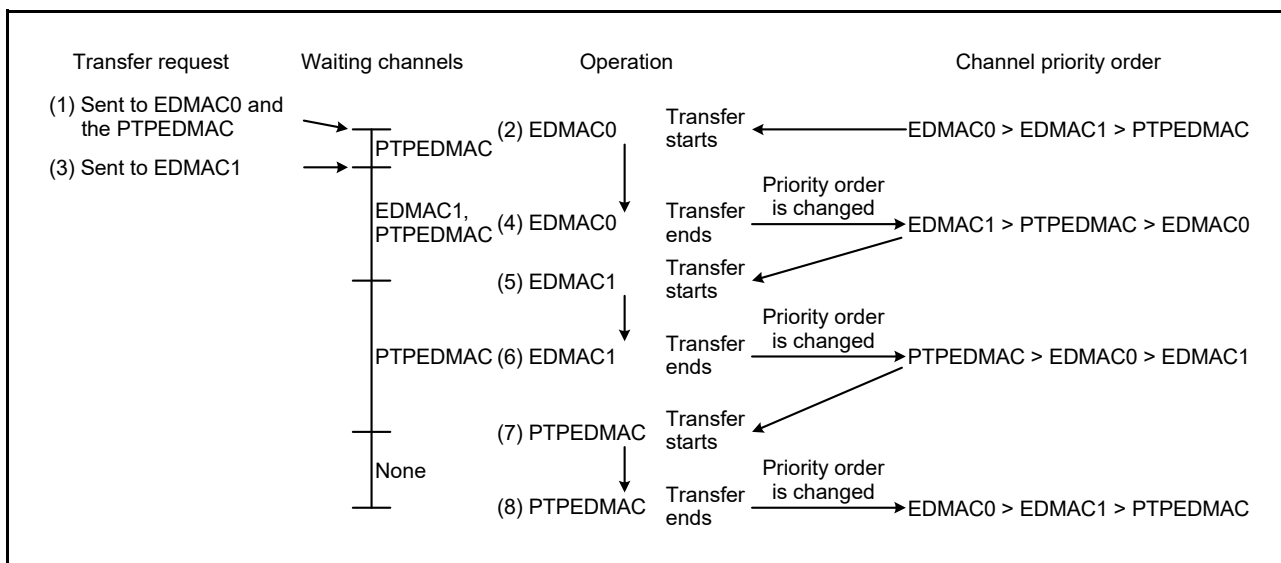 Transfer request
Waiting channels
Operation
Channel priority order
(1) Sent to EDMAC0 and
the PTPEDMAC
PTPEDMAC
(2) EDMAC0
Transfer
starts
EDMAC0 > EDMAC1 > PTPEDMAC
(3) Sent to EDMAC1
EDMAC1,
PTPEDMAC
(4) EDMAC0
Transfer
ends
Priority order
is changed
EDMAC1 > PTPEDMAC > EDMAC0
(5) EDMAC1
Transfer
starts
PTPEDMAC
(6) EDMAC1
Transfer
ends
Priority order
is changed
PTPEDMAC > EDMAC0 > EDMAC1
(7) PTPEDMAC
Transfer
starts
None
(8) PTPEDMAC
Transfer
ends
Priority order
is changed
EDMAC0 > EDMAC1 > PTPEDMAC